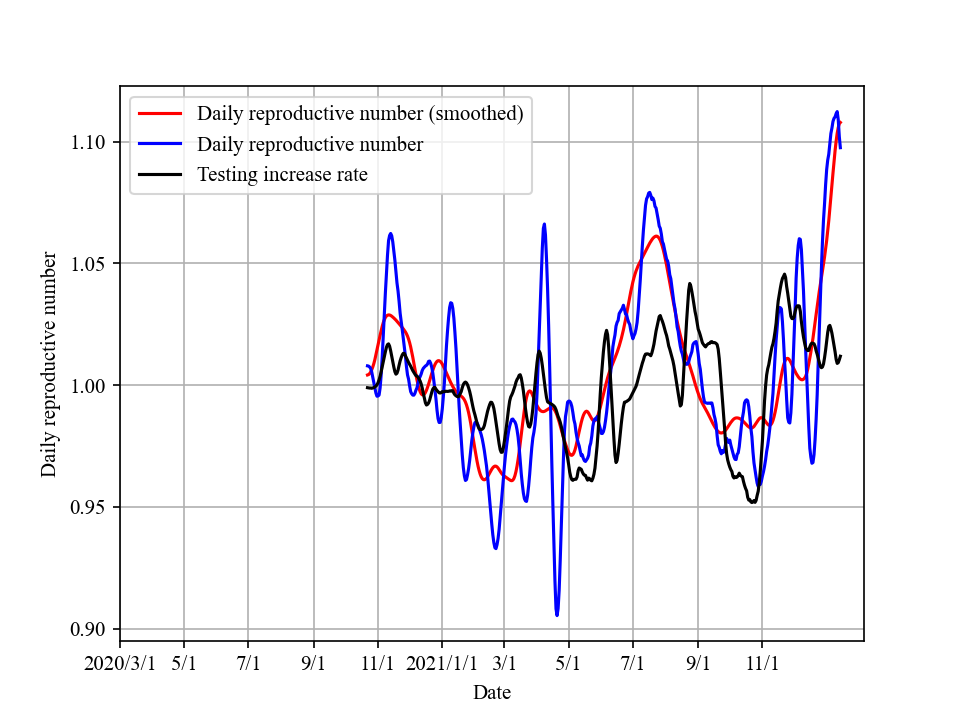 Daily reproductive number (smoothed)
Daily reproductive number
Testing increase rate
Daily reproductive number
1.10
1.05
1.00
0.95
0.90
2020/3/1 5/1 7/1 9/1 11/1 2021/1/1 3/1 5/1 7/1 9/1 11/1
Date